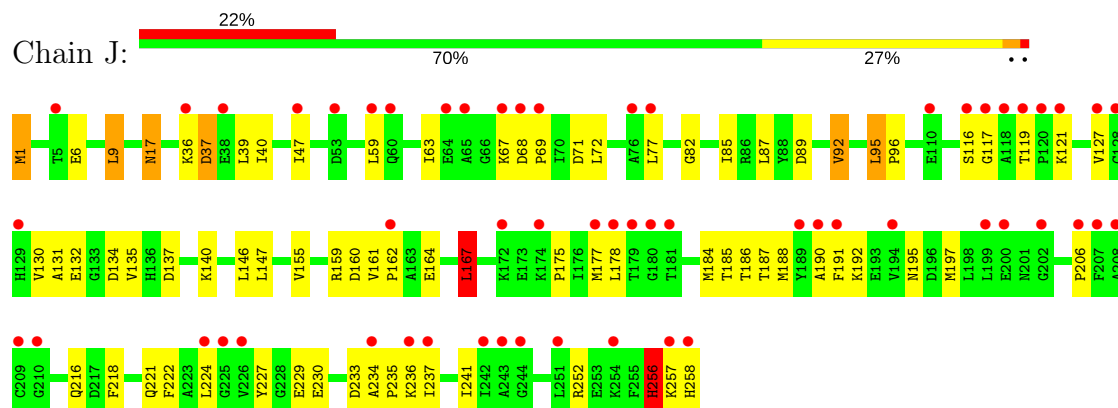 22%
Chain J:
70% 27% ..
M1 T5 E6 L9 N17 K36 D37 E38 L39 I40 I47 D53 L59 Q60 I63 E64 A65 G66 K67 D68 P69 I70 D71 L72 A76 L77 G82 I85 R86 L87 Y88 D89 V92 L95 P96 E110 S116 G117 A118 T119 P120 K121 V127 G128
H129 V130 A131 E132 G133 D134 V135 H136 D137 K140 L146 L147 V155 R159 D160 V161 P162 A163 E164 L167 K172 E173 K174 P175 I176 M177 L178 T179 G180 T181 M184 T185 T186 T187 M188 Y189 A190 F191 K192 E193 V194 N195 D196 M197 L198 L199 E200 N201 G202 P206 F207 A208
C209 G210 Q216 D217 F218 Q221 F222 A223 L224 G225 V226 Y227 G228 E229 E230 D233 A234 P235 K236 I237 I241 I242 A243 G244 L251 R252 E253 K254 F255 H256 K257 H258